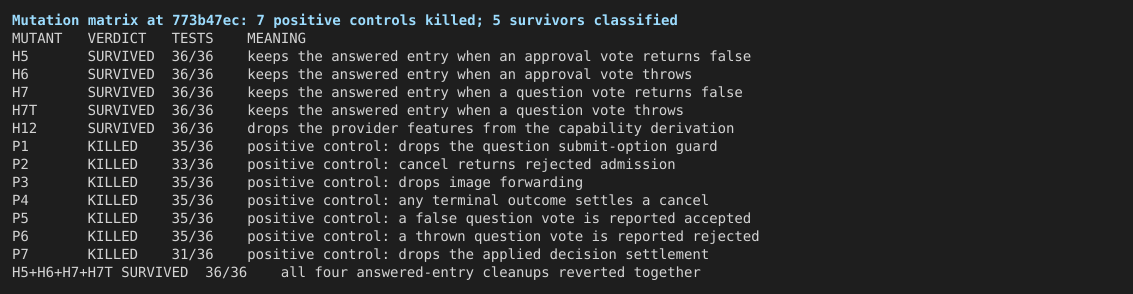 Mutation matrix at 773b47ec: 7 positive controls killed; 5 survivors classified
MUTANT   VERDICT   TESTS    MEANING
H5       SURVIVED  36/36    keeps the answered entry when an approval vote returns false
H6       SURVIVED  36/36    keeps the answered entry when an approval vote throws
H7       SURVIVED  36/36    keeps the answered entry when a question vote returns false
H7T      SURVIVED  36/36    keeps the answered entry when a question vote throws
H12      SURVIVED  36/36    drops the provider features from the capability derivation
P1       KILLED    35/36    positive control: drops the question submit-option guard
P2       KILLED    33/36    positive control: cancel returns rejected admission
P3       KILLED    35/36    positive control: drops image forwarding
P4       KILLED    35/36    positive control: any terminal outcome settles a cancel
P5       KILLED    35/36    positive control: a false question vote is reported accepted
P6       KILLED    35/36    positive control: a thrown question vote is reported rejected
P7       KILLED    31/36    positive control: drops the applied decision settlement
H5+H6+H7+H7T SURVIVED  36/36    all four answered-entry cleanups reverted together